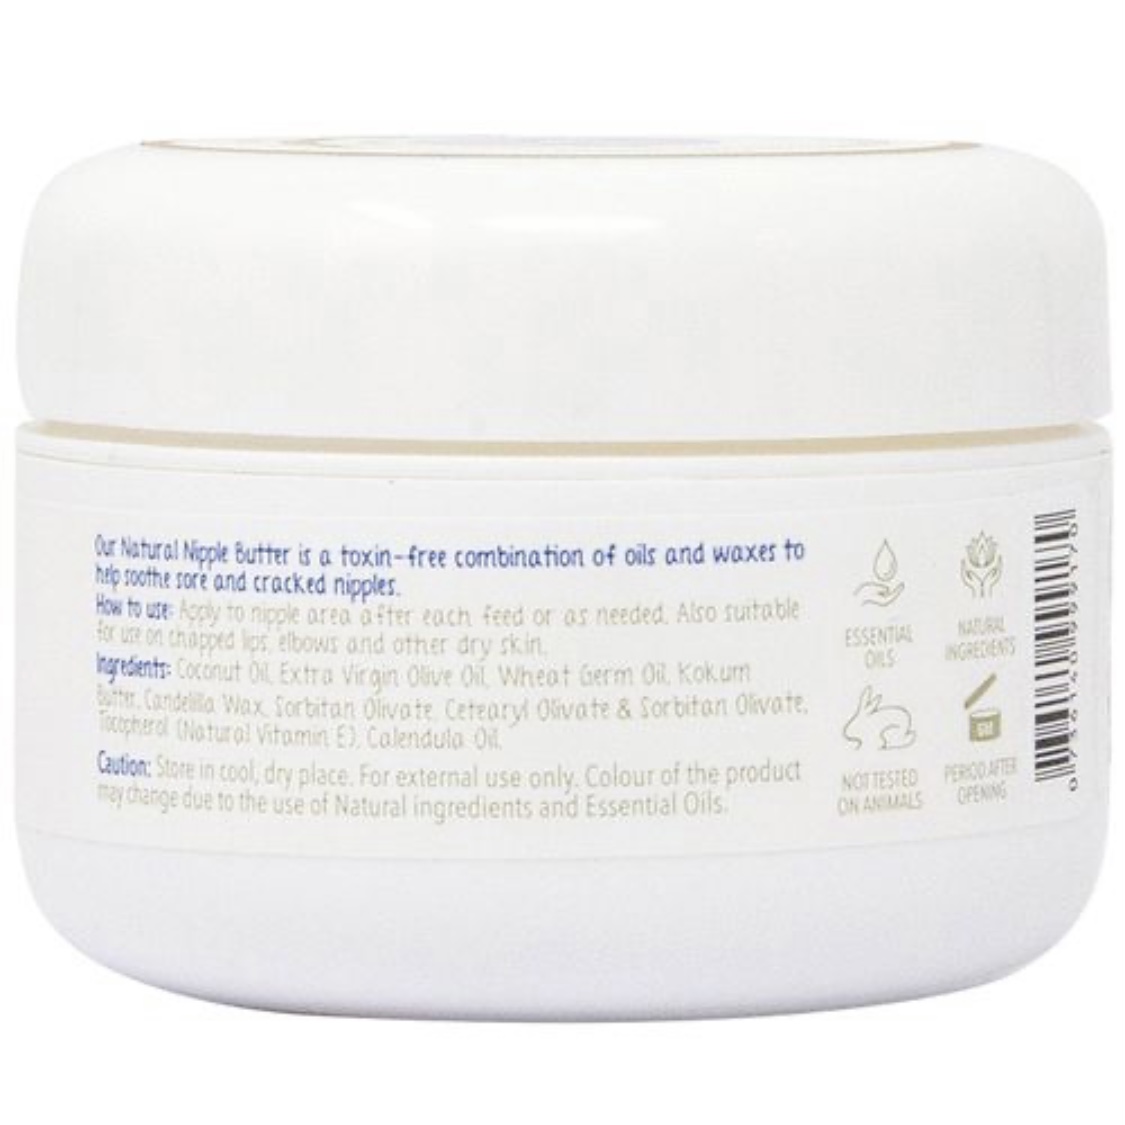 Our Natural Nipple Butter is a toxin-free combination of oils and waxes to
help soothe sore and cracked nipples.
How to use: Apply to nipple area after each feed or as needed. Also suitable
for use on chapped lips, elbows and other dry skin.
Ingredients: Coconut Oil, Extra Virgin Olive Oil, Wheat Germ Oil, Kokum
Butter, Candelilla Wax, Sorbitan Olivate, Cetearyl Olivate & Sorbitan Olivate,
Tocopherol (Natural Vitamin E), Calendula Oil.
Caution: Store in cool, dry place. For external use only. Colour of the product
may change due to the use of Natural ingredients and Essential Oils.
ESSENTIAL
OILS
NATURAL
INGREDIENTS
NOT TESTED
ON ANIMALS
PERIOD AFTER
OPENING